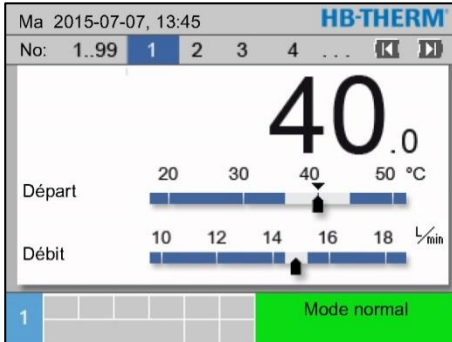 Ma 2015-07-07, 13:45 HB-THERM
No: 1..99 1 2 3 4 ...
40.0
20 30 40 50 °C
Départ
10 12 14 16 18 L/min
Débit
1 Mode normal